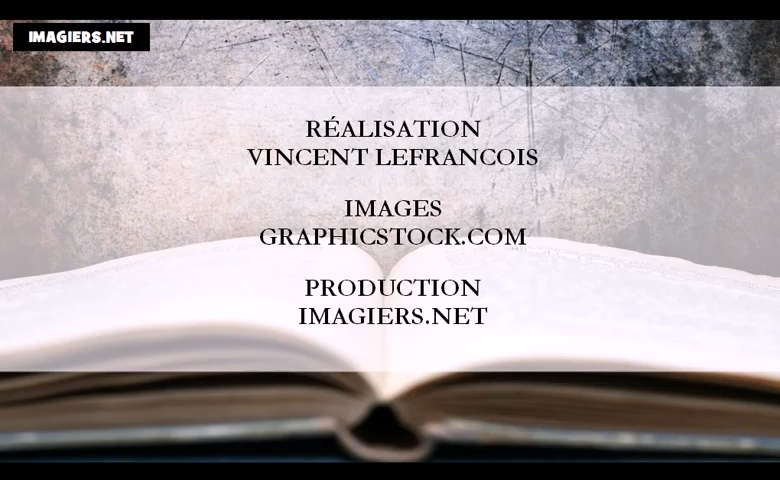 IMAGIERS.NET
RÉALISATION
VINCENT LEFRANCOIS
IMAGES
GRAPHICSTOCK.COM
PRODUCTION
IMAGIERS.NET